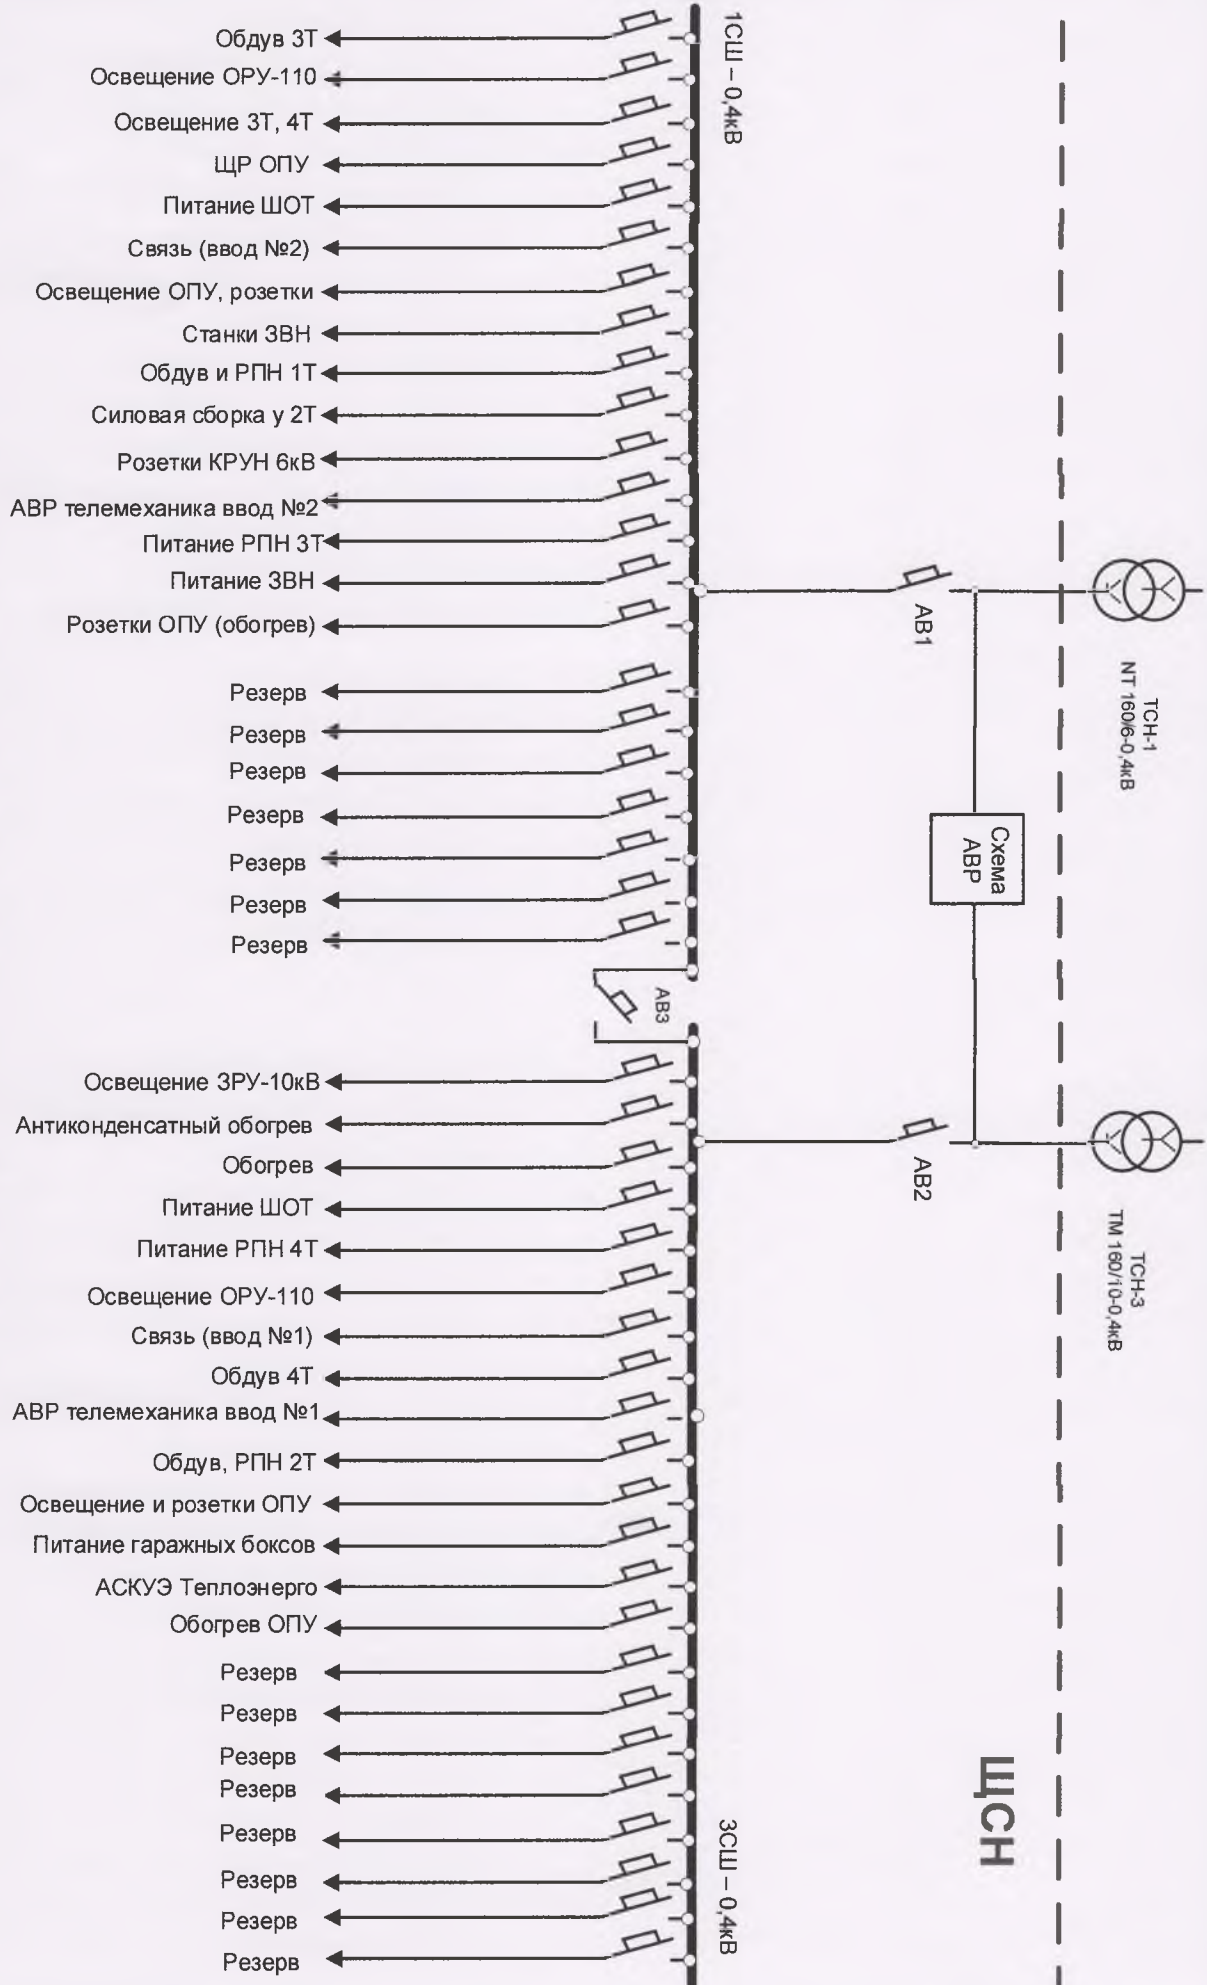 Обдув 3Т
Освещение ОРУ-110
Освещение 3Т, 4Т
ЩР ОПУ
Питание ШОТ
Связь (ввод №2)
Освещение ОПУ, розетки
Станки ЗВН
Обдув и РПН 1Т
Силовая сборка у 2Т
Розетки КРУН 6кВ
АВР телемеханика ввод №2
Питание РПН 3Т
Питание ЗВН
Розетки ОПУ (обогрев)
Резерв
Резерв
Резерв
Резерв
Резерв
Резерв
Резерв
Освещение ЗРУ-10кВ
Антиконденсатный обогрев
Обогрев
Питание ШОТ
Питание РПН 4Т
Освещение ОРУ-110
Связь (ввод №1)
Обдув 4Т
АВР телемеханика ввод №1
Обдув, РПН 2Т
Освещение и розетки ОПУ
Питание гаражных боксов
АСКУЭ Теплоэнерго
Обогрев ОПУ
Резерв
Резерв
Резерв
Резерв
Резерв
Резерв
Резерв
Резерв
1СШ – 0,4кВ
АВ3
3СШ – 0,4кВ
АВ1
АВ2
Схема
АВР
ЩСН
ТСН-1
NT 160/6-0,4кВ
ТСН-3
ТМ 160/10-0,4кВ